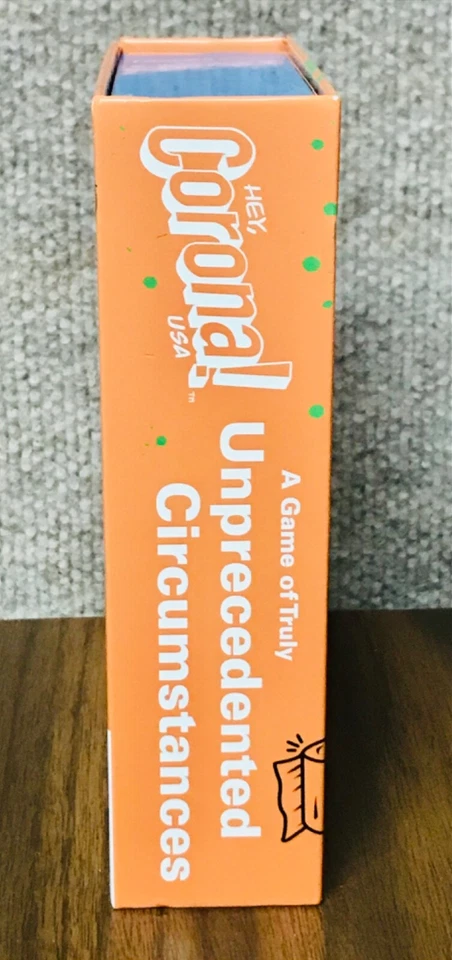 HEY,
Corona!
USA
™
A Game of Truly
Unprecedented
Circumstances